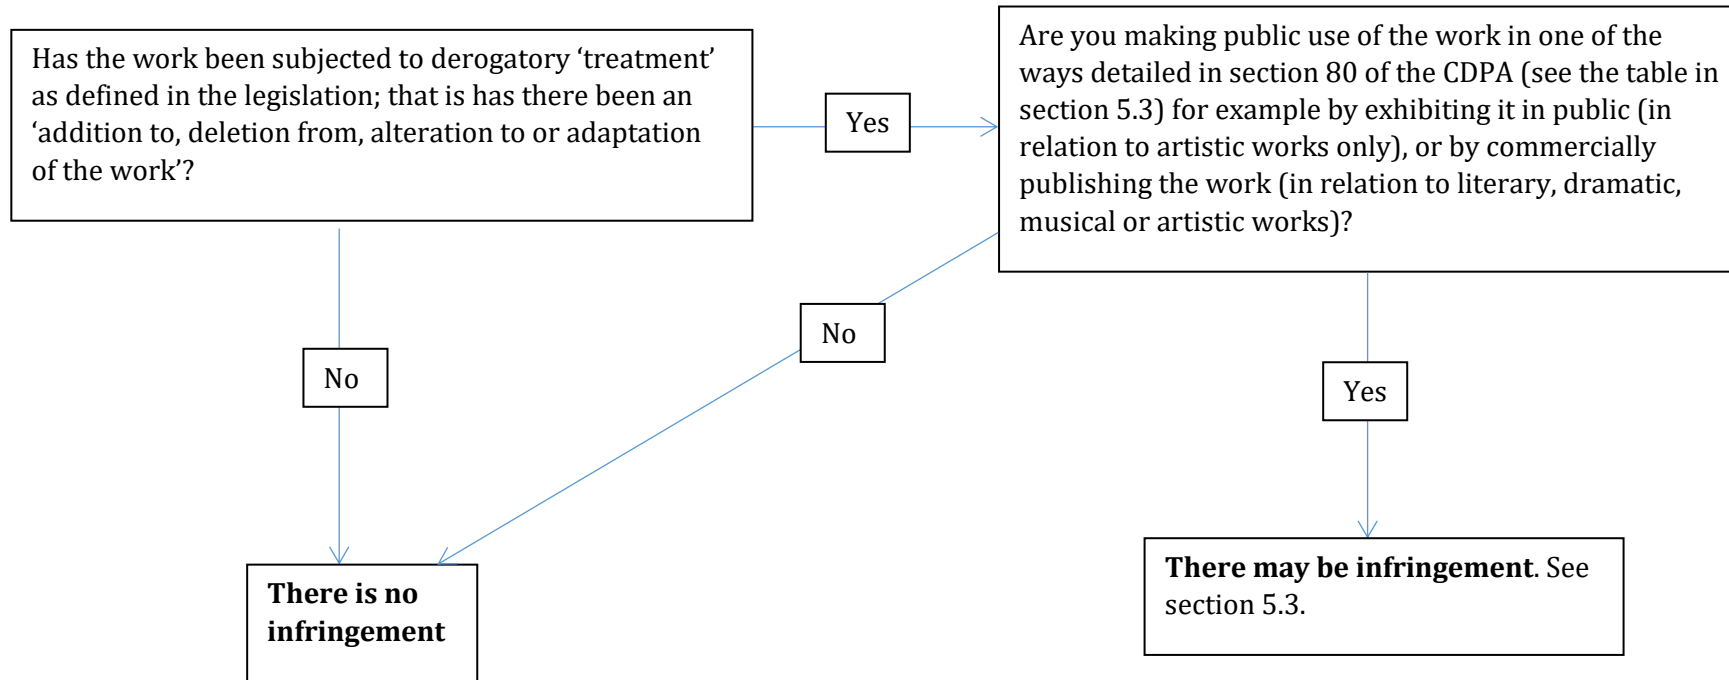 Has the work been subjected to derogatory ‘treatment’
as defined in the legislation; that is has there been an
‘addition to, deletion from, alteration to or adaptation
of the work’?
Yes
Are you making public use of the work in one of the
ways detailed in section 80 of the CDPA (see the table in
section 5.3) for example by exhibiting it in public (in
relation to artistic works only), or by commercially
publishing the work (in relation to literary, dramatic,
musical or artistic works)?
No
No
Yes
There is no
infringement
There may be infringement. See
section 5.3.